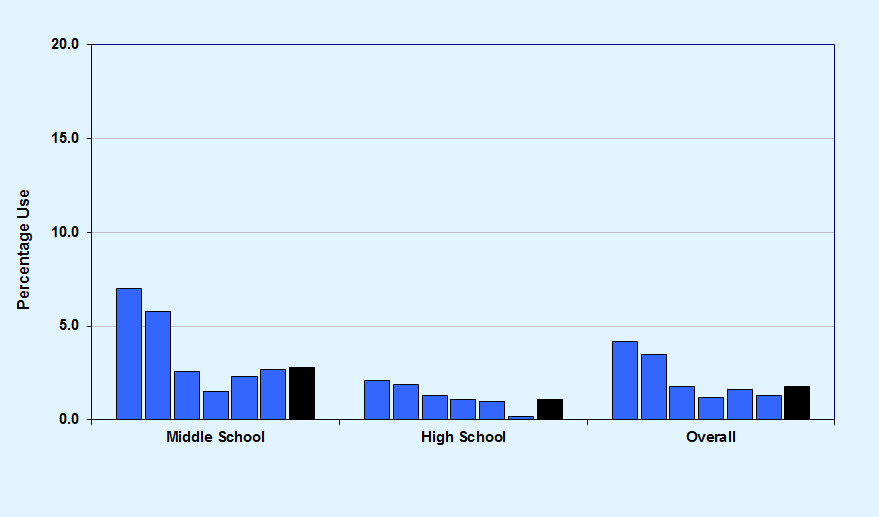 20.0
15.0
10.0
5.0
0.0
Percentage Use
Middle School
High School
Overall